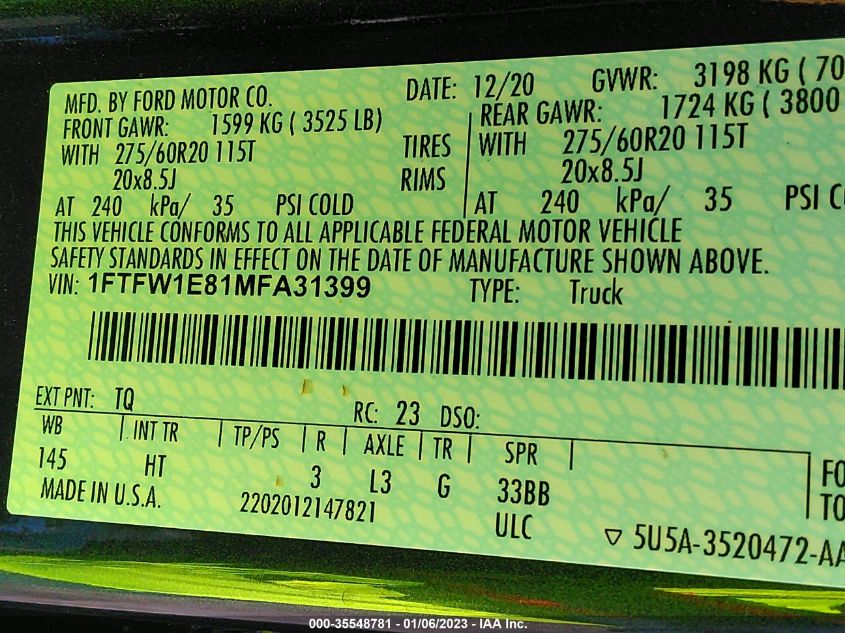 MFD. BY FORD MOTOR CO. DATE: 12/20 GVWR: 3198 KG ( 70
FRONT GAWR: 1599 KG ( 3525 LB) REAR GAWR: 1724 KG ( 3800
WITH 275/60R20 115T TIRES WITH 275/60R20 115T
20x8.5J RIMS 20x8.5J
AT 240 kPa/ 35 PSI COLD AT 240 kPa/ 35 PSI C
THIS VEHICLE CONFORMS TO ALL APPLICABLE FEDERAL MOTOR VEHICLE
SAFETY STANDARDS IN EFFECT ON THE DATE OF MANUFACTURE SHOWN ABOVE.
VIN: 1FTFW1E81MFA31399 TYPE: Truck
EXT PNT: TQ RC: 23 DSO:
WB INT TR TP/PS R AXLE TR SPR
145 HT 3 L3 G 33BB
FO
TO
MADE IN U.S.A. 2202012147821 ULC ▽ 5U5A-3520472-AA
000-35548781 - 01/06/2023 - IAA Inc.